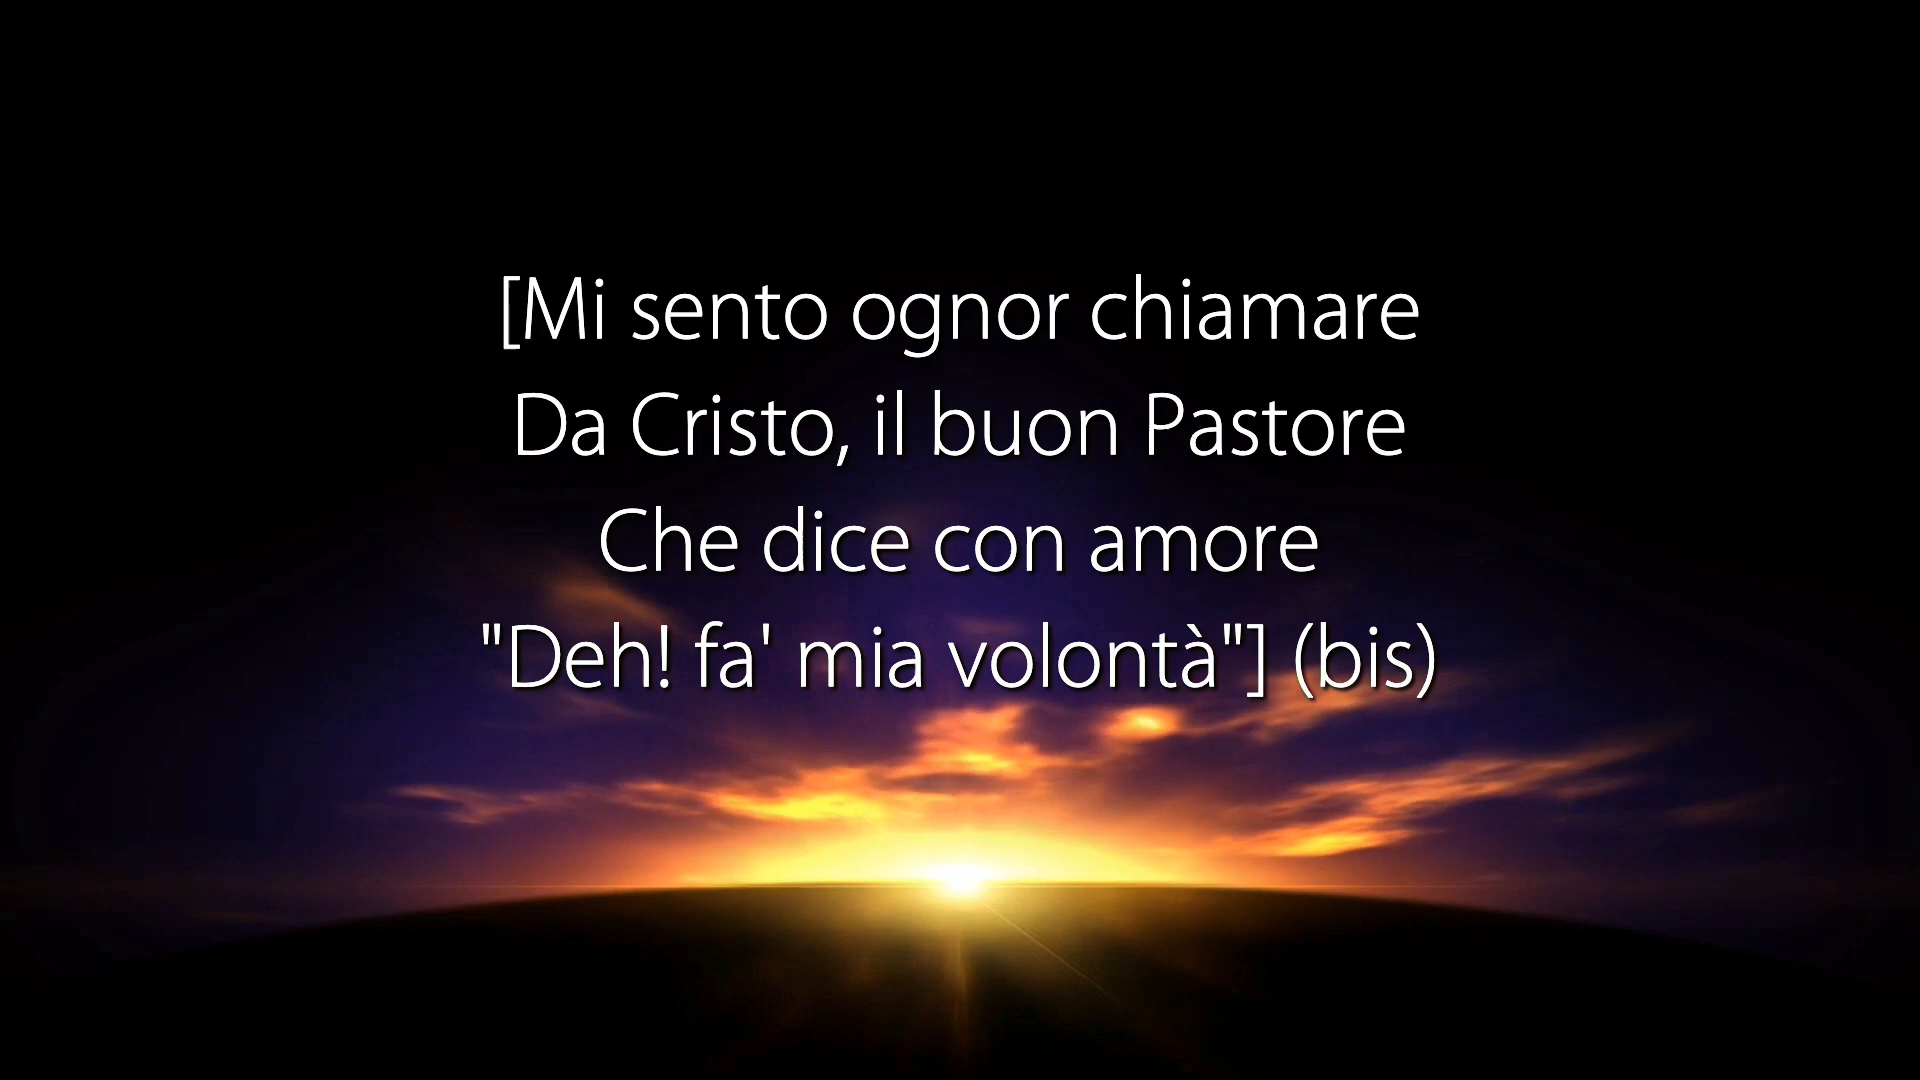 [Mi sento ognor chiamare
Da Cristo, il buon Pastore
Che dice con amore
"Deh! fa' mia volontà"] (bis)